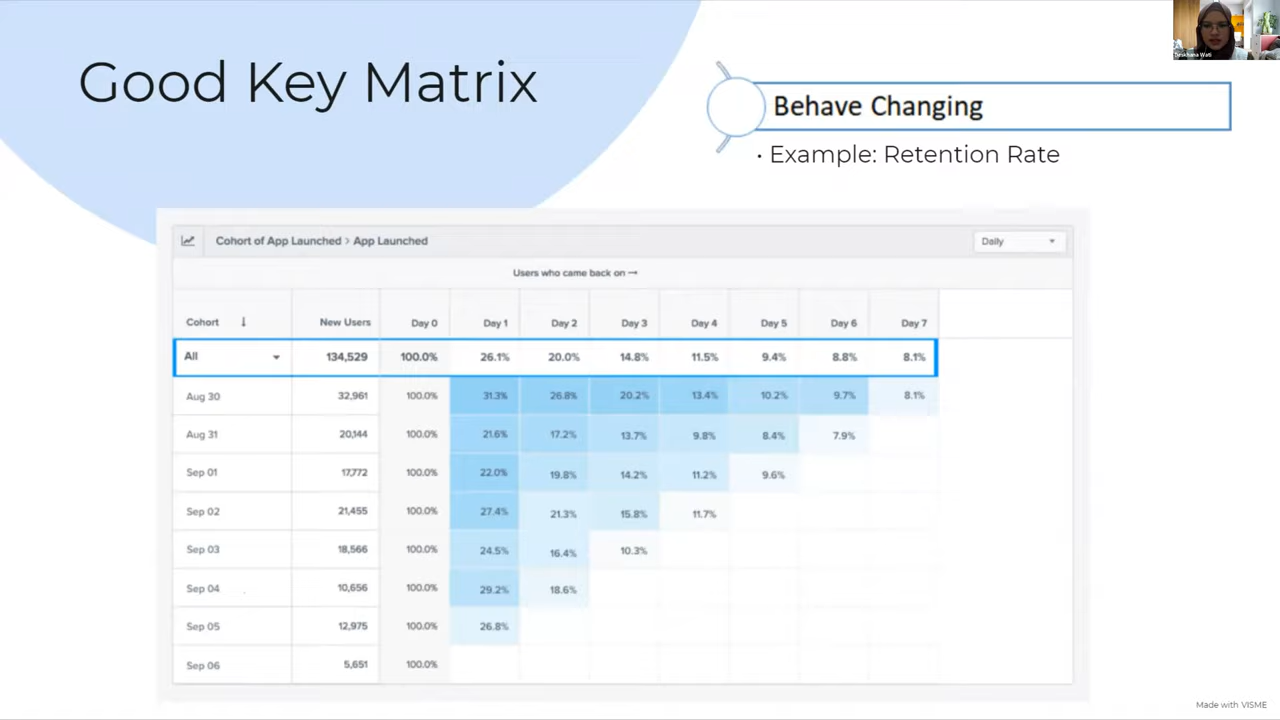 Good Key Matrix
Behave Changing
• Example: Retention Rate
Cohort of App Launched > App Launched
Daily
Users who came back on →
Cohort ↓ New Users Day 0 Day 1 Day 2 Day 3 Day 4 Day 5 Day 6 Day 7
All 134,529 100.0% 26.1% 20.0% 14.8% 11.5% 9.4% 8.8% 8.1%
Aug 30 32,961 100.0% 31.3% 26.8% 20.2% 13.4% 10.2% 9.7% 8.1%
Aug 31 20,144 100.0% 21.6% 17.2% 13.7% 9.8% 8.4% 7.9%
Sep 01 17,772 100.0% 22.0% 19.8% 14.2% 11.2% 9.6%
Sep 02 21,455 100.0% 27.4% 21.3% 15.8% 11.7%
Sep 03 18,566 100.0% 24.5% 16.4% 10.3%
Sep 04 10,656 100.0% 29.2% 18.6%
Sep 05 12,975 100.0% 26.8%
Sep 06 5,651 100.0%
Made with VISME